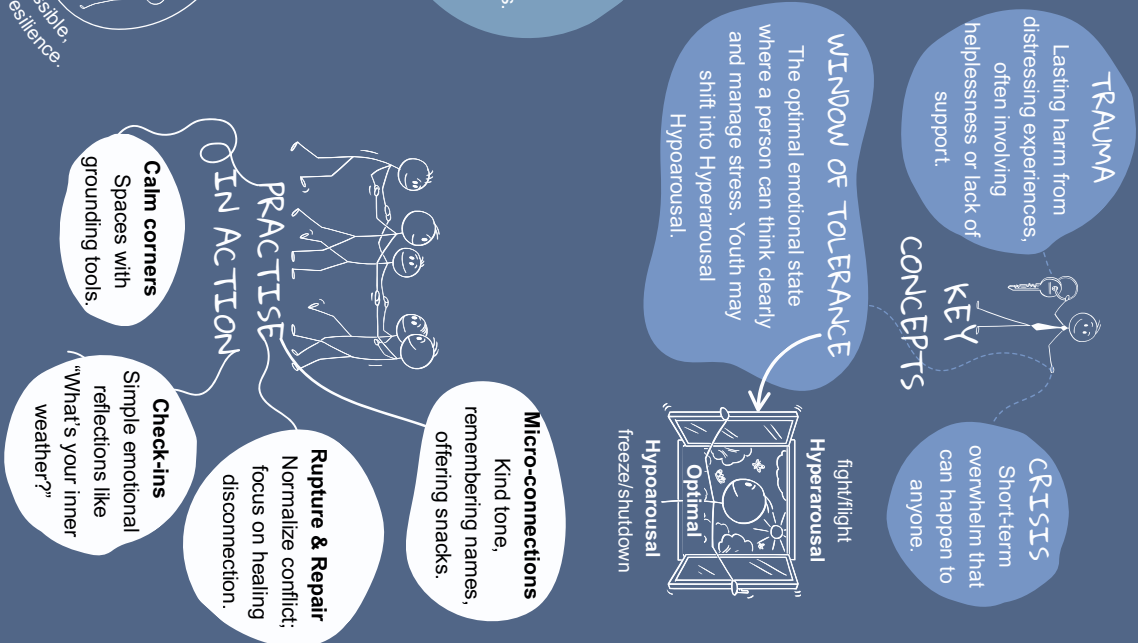 TRAUMA
Lasting harm from
distressing experiences,
often involving
helplessness or lack of
support.
KEY
CONCEPTS
CRISIS
Short-term
overwhelm that
can happen to
anyone.
WINDOW OF TOLERANCE
The optimal emotional state
where a person can think clearly
and manage stress. Youth may
shift into Hyperarousal
Hypoarousal.
fight/flight
Hyperarousal
Optimal
Hypoarousal
freeze/shutdown
PRACTISE
IN ACTION
Micro-connections
Kind tone,
remembering names,
offering snacks.
Rupture & Repair
Normalize conflict;
focus on healing
disconnection.
Check-ins
Simple emotional
reflections like
"What's your inner
weather?"
Calm corners
Spaces with
grounding tools.